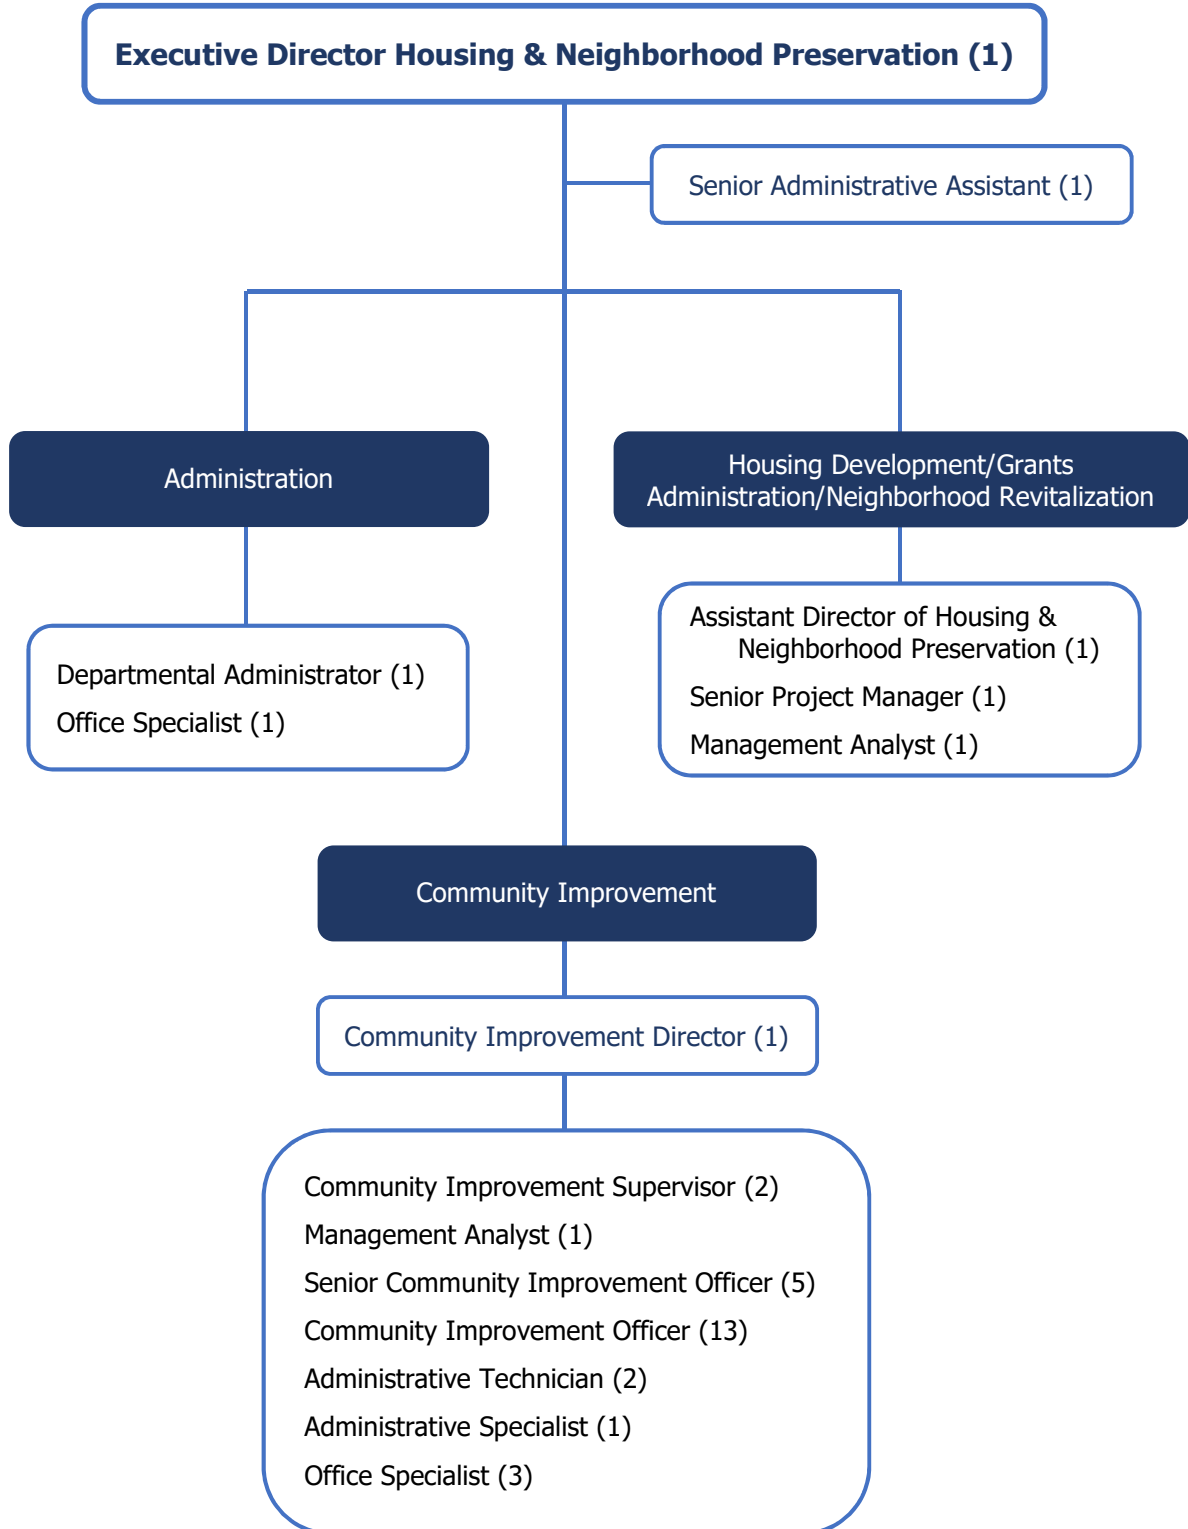 Executive Director Housing & Neighborhood Preservation (1)
Senior Administrative Assistant (1)
Administration
Housing Development/Grants
Administration/Neighborhood Revitalization
Departmental Administrator (1)
Office Specialist (1)
Assistant Director of Housing &
Neighborhood Preservation (1)
Senior Project Manager (1)
Management Analyst (1)
Community Improvement
Community Improvement Director (1)
Community Improvement Supervisor (2)
Management Analyst (1)
Senior Community Improvement Officer (5)
Community Improvement Officer (13)
Administrative Technician (2)
Administrative Specialist (1)
Office Specialist (3)